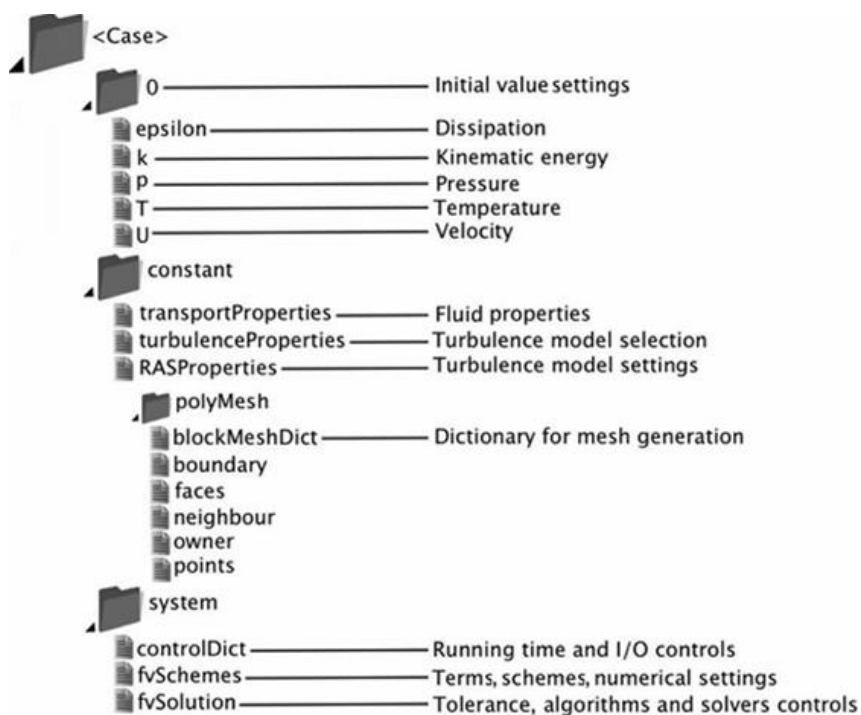 <Case>
0 Initial value settings
epsilon Dissipation
k Kinematic energy
p Pressure
T Temperature
U Velocity
constant
transportProperties Fluid properties
turbulenceProperties Turbulence model selection
RASProperties Turbulence model settings
polyMesh
blockMeshDict Dictionary for mesh generation
boundary
faces
neighbour
owner
points
system
controlDict Running time and I/O controls
fvSchemes Terms, schemes, numerical settings
fvSolution Tolerance, algorithms and solvers controls